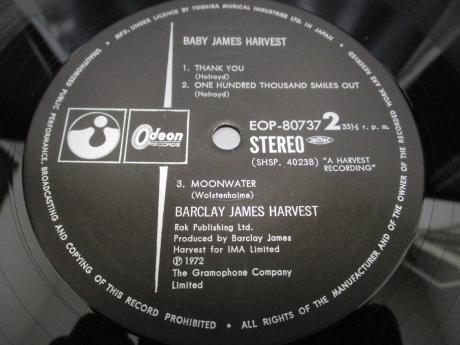 MFD. UNDER LICENCE BY TOSHIBA MUSICAL INDUSTRIES LTD. IN JAPAN •
ALL RIGHTS OF THE MANUFACTURER AND OF THE OWNER OF THE RECORDED WORK ARE RESERVED
UNAUTHORISED PUBLIC PERFORMANCE, BROADCASTING AND COPYING OF THIS RECORD PROHIBITED •
BABY JAMES HARVEST
1. THANK YOU
(Holroyd)
2. ONE HUNDRED THOUSAND SMILES OUT
(Holroyd)
Odeon
RECORDS
EOP-80737 2 33⅓ r. p. m.
STEREO
(SHSP. 4023B) "A HARVEST
RECORDING"
3. MOONWATER
(Wolstenholme)
BARCLAY JAMES HARVEST
Rak Publishing Ltd.
Produced by Barclay James
Harvest for IMA Limited
℗ 1972
The Gramophone Company
Limited